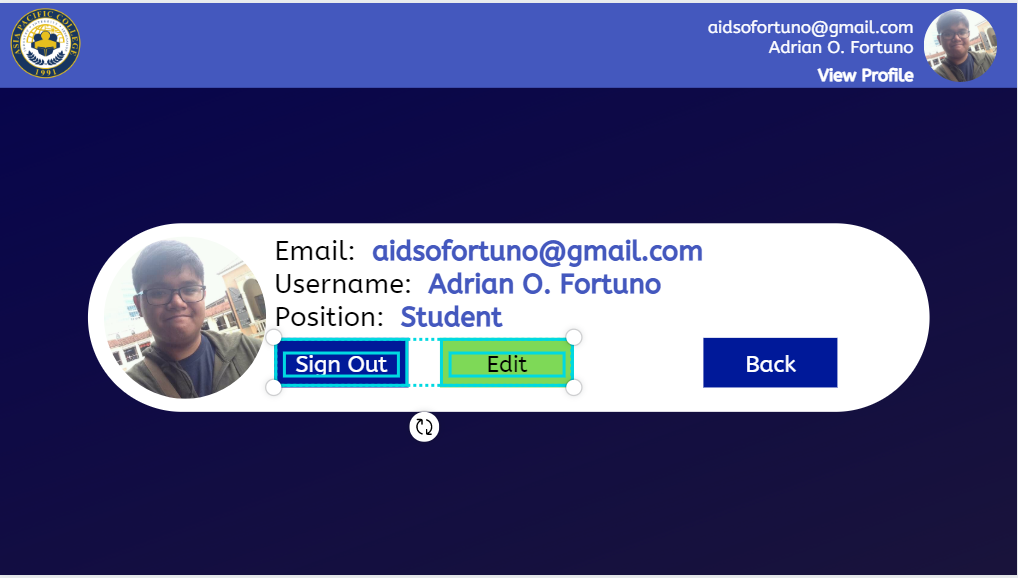 ASIA PACIFIC COLLEGE
1991
aidsofortuno@gmail.com
Adrian O. Fortuno
View Profile
Email: aidsofortuno@gmail.com
Username: Adrian O. Fortuno
Position: Student
Sign Out Edit Back